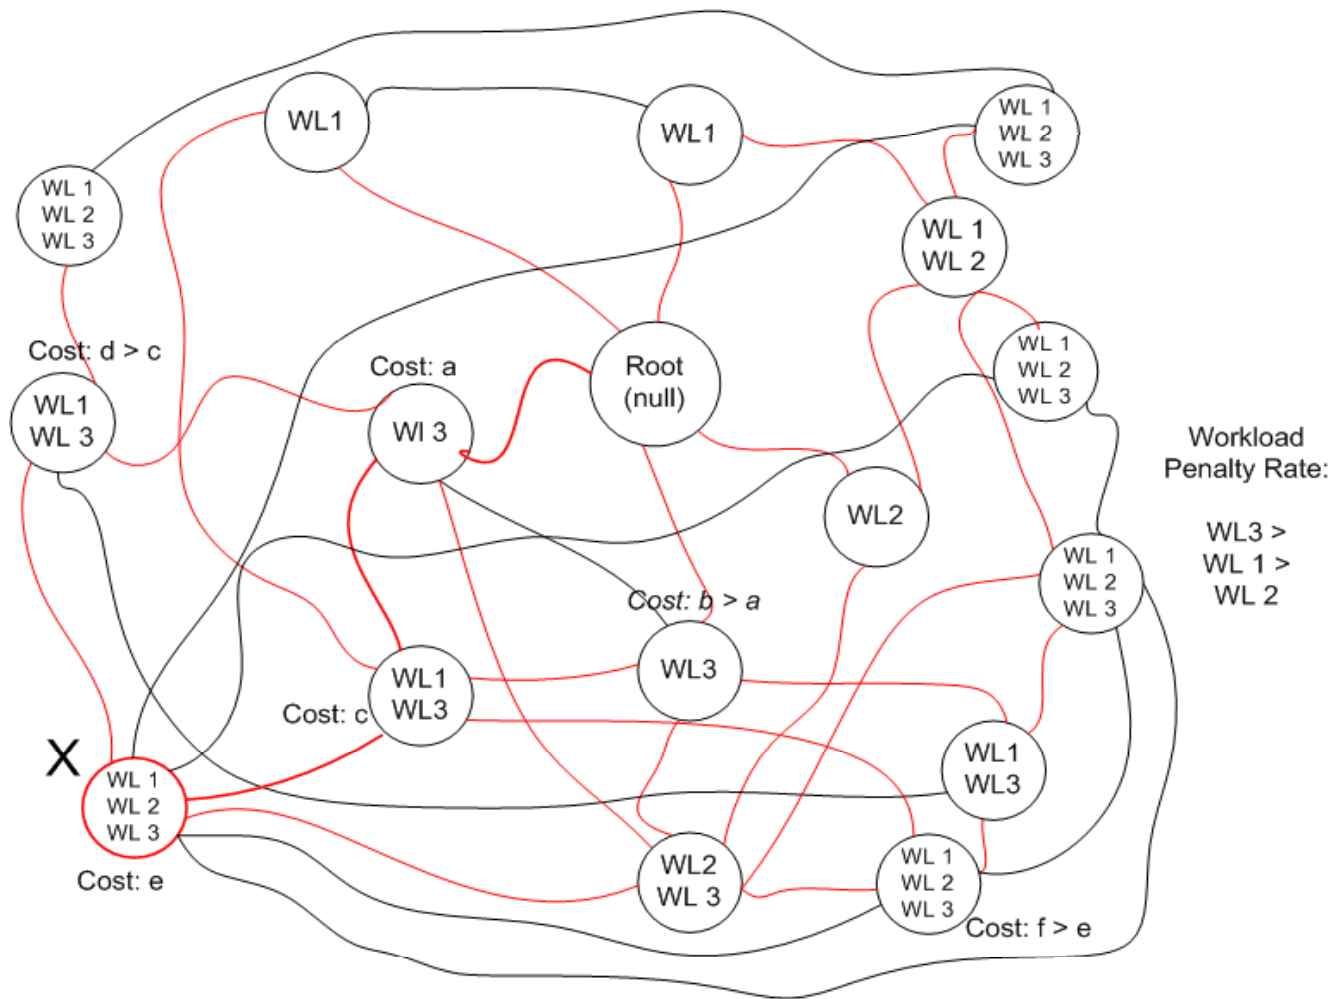 WL1
WL1
WL 1
WL 2
WL 3
WL 1
WL 2
WL 3
WL 1
WL 2
Cost: d > c
WL1
WL 3
Cost: a
Wl 3
Root
(null)
WL 1
WL 2
WL 3
Workload
Penalty Rate:
WL3 >
WL 1 >
WL 2
WL2
WL 1
WL 2
WL 3
Cost: b > a
WL3
WL1
WL3
Cost: c
X
WL 1
WL 2
WL 3
Cost: e
WL1
WL3
WL2
WL 3
WL 1
WL 2
WL 3
Cost: f > e